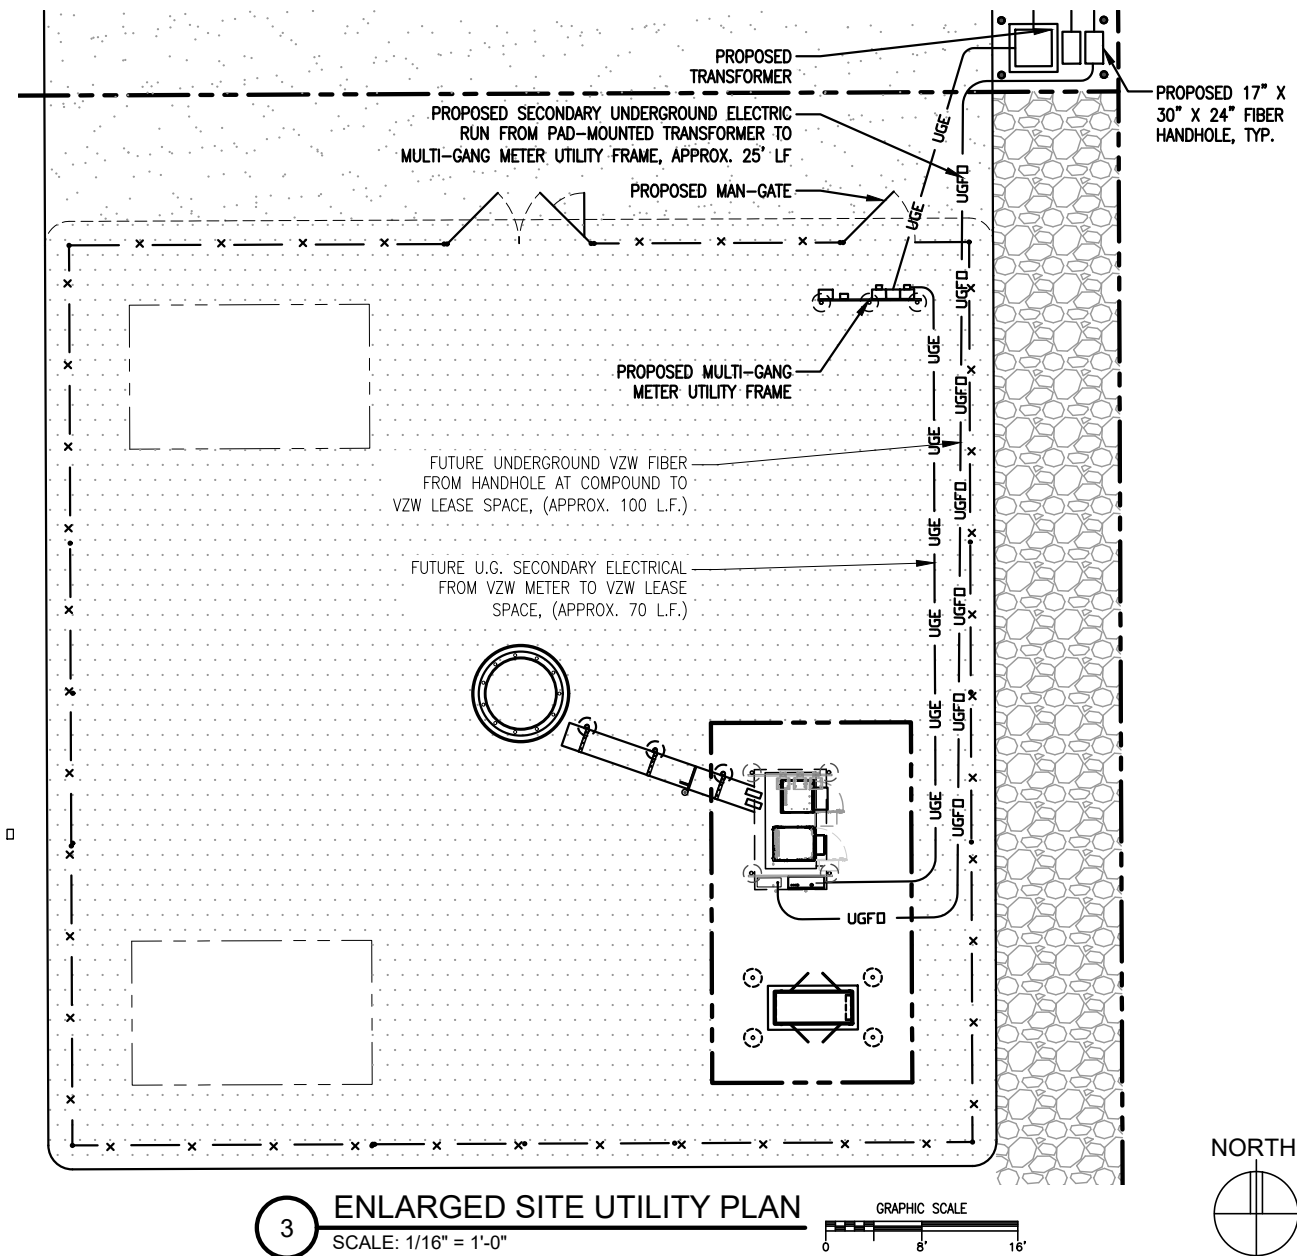 PROPOSED
TRANSFORMER
PROPOSED 17" X
30" X 24" FIBER
HANDHOLE, TYP.
PROPOSED SECONDARY UNDERGROUND ELECTRIC
RUN FROM PAD-MOUNTED TRANSFORMER TO
MULTI-GANG METER UTILITY FRAME, APPROX. 25' LF
UGE
UGFO
PROPOSED MAN-GATE
UGE
UGFO
UGE
PROPOSED MULTI-GANG
METER UTILITY FRAME
UGFO
UGE
FUTURE UNDERGROUND VZW FIBER
FROM HANDHOLE AT COMPOUND TO
VZW LEASE SPACE, (APPROX. 100 L.F.)
UGFO
UGE
FUTURE U.G. SECONDARY ELECTRICAL
FROM VZW METER TO VZW LEASE
SPACE, (APPROX. 70 L.F.)
UGFO
UGE
UGFO
UGE
UGFO
UGE
UGFO
NORTH
3
ENLARGED SITE UTILITY PLAN
SCALE: 1/16" = 1'-0"
GRAPHIC SCALE
0 8' 16'